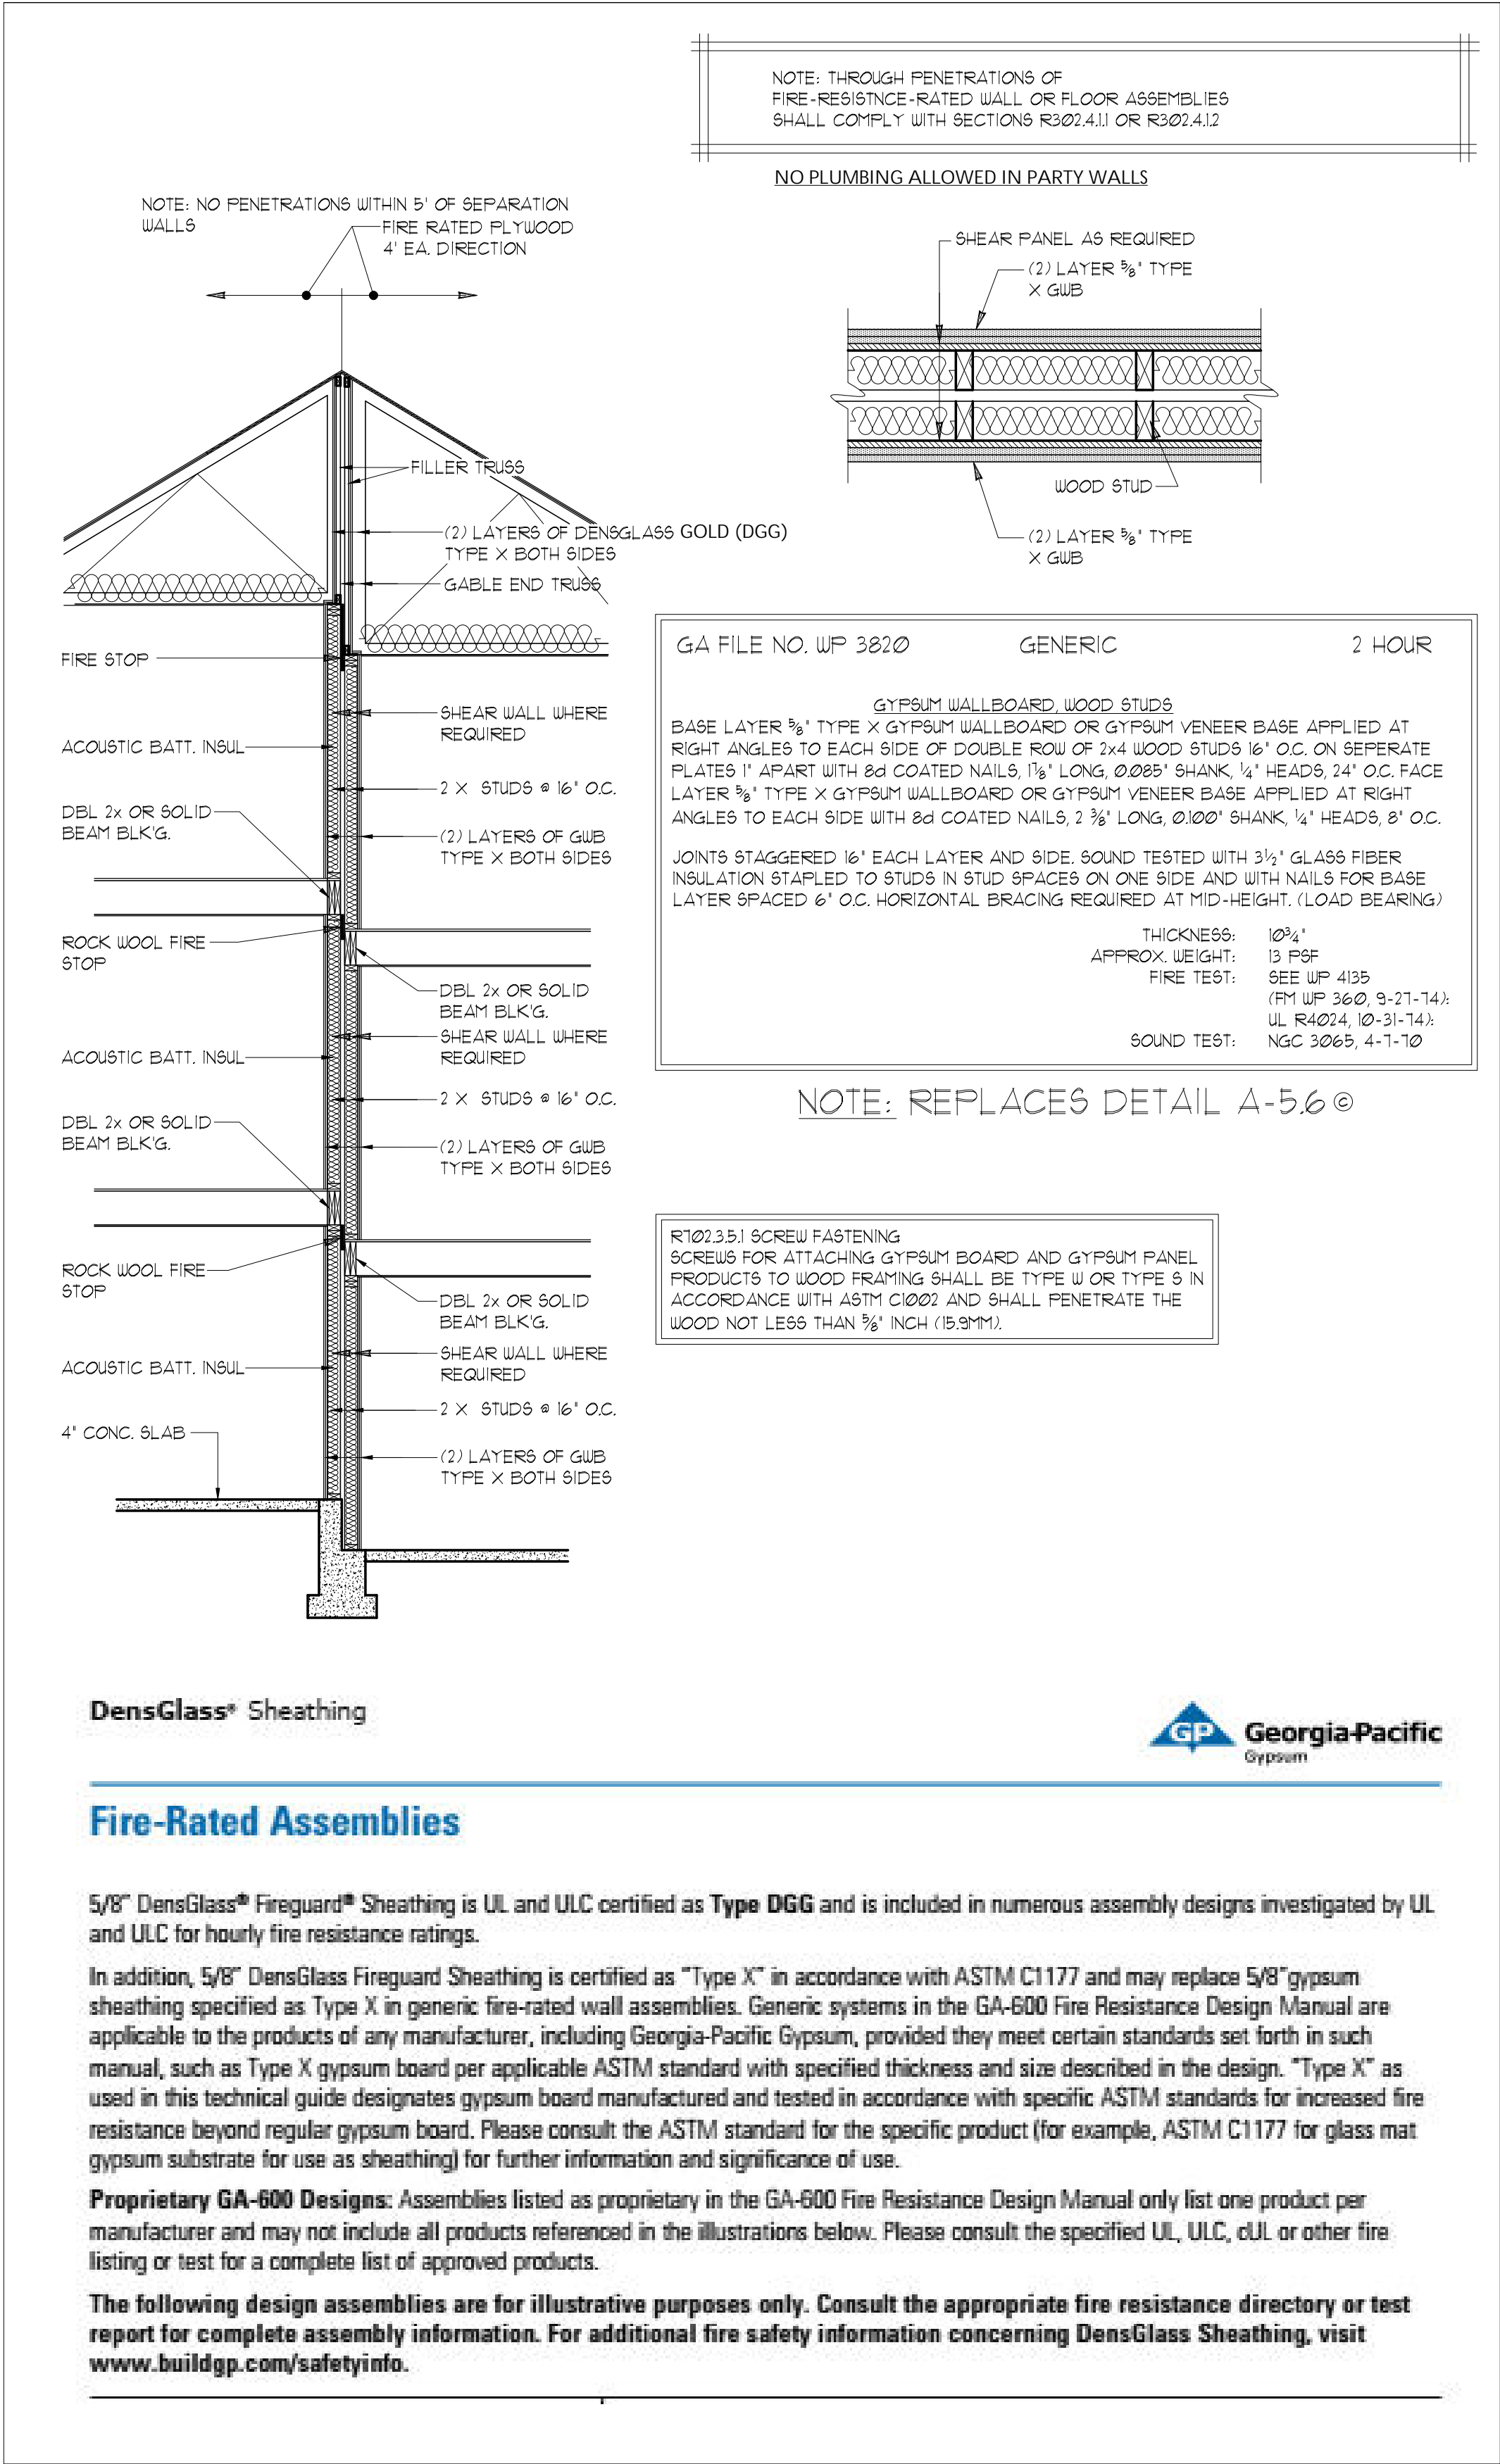 NOTE: THROUGH PENETRATIONS OF
FIRE-RESISTNCE-RATED WALL OR FLOOR ASSEMBLIES
SHALL COMPLY WITH SECTIONS R302.4.1.1 OR R302.4.1.2
NO PLUMBING ALLOWED IN PARTY WALLS
NOTE: NO PENETRATIONS WITHIN 5' OF SEPARATION
WALLS
FIRE RATED PLYWOOD
4' EA. DIRECTION
SHEAR PANEL AS REQUIRED
(2) LAYER 5/8" TYPE
X GWB
WOOD STUD
(2) LAYER 5/8" TYPE
X GWB
FILLER TRUSS
(2) LAYERS OF DENSGLASS GOLD (DGG)
TYPE X BOTH SIDES
GABLE END TRUSS
FIRE STOP
SHEAR WALL WHERE
REQUIRED
ACOUSTIC BATT. INSUL
2 X STUDS @ 16" O.C.
DBL 2x OR SOLID
BEAM BLK'G.
(2) LAYERS OF GWB
TYPE X BOTH SIDES
ROCK WOOL FIRE
STOP
DBL 2x OR SOLID
BEAM BLK'G.
SHEAR WALL WHERE
REQUIRED
ACOUSTIC BATT. INSUL
2 X STUDS @ 16" O.C.
DBL 2x OR SOLID
BEAM BLK'G.
(2) LAYERS OF GWB
TYPE X BOTH SIDES
ROCK WOOL FIRE
STOP
DBL 2x OR SOLID
BEAM BLK'G.
SHEAR WALL WHERE
REQUIRED
ACOUSTIC BATT. INSUL
2 X STUDS @ 16" O.C.
4" CONC. SLAB
(2) LAYERS OF GWB
TYPE X BOTH SIDES
GA FILE NO. WP 3820 GENERIC 2 HOUR
GYPSUM WALLBOARD, WOOD STUDS
BASE LAYER 5/8" TYPE X GYPSUM WALLBOARD OR GYPSUM VENEER BASE APPLIED AT
RIGHT ANGLES TO EACH SIDE OF DOUBLE ROW OF 2x4 WOOD STUDS 16" O.C. ON SEPERATE
PLATES 1" APART WITH 8d COATED NAILS, 1 7/8" LONG, 0.085" SHANK, 1/4" HEADS, 24" O.C. FACE
LAYER 5/8" TYPE X GYPSUM WALLBOARD OR GYPSUM VENEER BASE APPLIED AT RIGHT
ANGLES TO EACH SIDE WITH 8d COATED NAILS, 2 3/8" LONG, 0.100" SHANK, 1/4" HEADS, 8" O.C.
JOINTS STAGGERED 16" EACH LAYER AND SIDE. SOUND TESTED WITH 3 1/2" GLASS FIBER
INSULATION STAPLED TO STUDS IN STUD SPACES ON ONE SIDE AND WITH NAILS FOR BASE
LAYER SPACED 6" O.C. HORIZONTAL BRACING REQUIRED AT MID-HEIGHT. (LOAD BEARING)
THICKNESS: 10 3/4"
APPROX. WEIGHT: 13 PSF
FIRE TEST: SEE WP 4135
(FM WP 360, 9-27-74);
UL R4024, 10-31-74);
SOUND TEST: NGC 3065, 4-7-70
NOTE: REPLACES DETAIL A-5.6 ©
R702.3.5.1 SCREW FASTENING
SCREWS FOR ATTACHING GYPSUM BOARD AND GYPSUM PANEL
PRODUCTS TO WOOD FRAMING SHALL BE TYPE W OR TYPE S IN
ACCORDANCE WITH ASTM C1002 AND SHALL PENETRATE THE
WOOD NOT LESS THAN 5/8" INCH (15.9MM).
DensGlass® Sheathing
GP Georgia-Pacific
Gypsum
Fire-Rated Assemblies
5/8" DensGlass® Fireguard® Sheathing is UL and ULC certified as Type DGG and is included in numerous assembly designs investigated by UL
and ULC for hourly fire resistance ratings.
In addition, 5/8" DensGlass Fireguard Sheathing is certified as "Type X" in accordance with ASTM C1177 and may replace 5/8"gypsum
sheathing specified as Type X in generic fire-rated wall assemblies. Generic systems in the GA-600 Fire Resistance Design Manual are
applicable to the products of any manufacturer, including Georgia-Pacific Gypsum, provided they meet certain standards set forth in such
manual, such as Type X gypsum board per applicable ASTM standard with specified thickness and size described in the design. "Type X" as
used in this technical guide designates gypsum board manufactured and tested in accordance with specific ASTM standards for increased fire
resistance beyond regular gypsum board. Please consult the ASTM standard for the specific product (for example, ASTM C1177 for glass mat
gypsum substrate for use as sheathing) for further information and significance of use.
Proprietary GA-600 Designs: Assemblies listed as proprietary in the GA-600 Fire Resistance Design Manual only list one product per
manufacturer and may not include all products referenced in the illustrations below. Please consult the specified UL, ULC, cUL or other fire
listing or test for a complete list of approved products.
The following design assemblies are for illustrative purposes only. Consult the appropriate fire resistance directory or test
report for complete assembly information. For additional fire safety information concerning DensGlass Sheathing, visit
www.buildgp.com/safetyinfo.